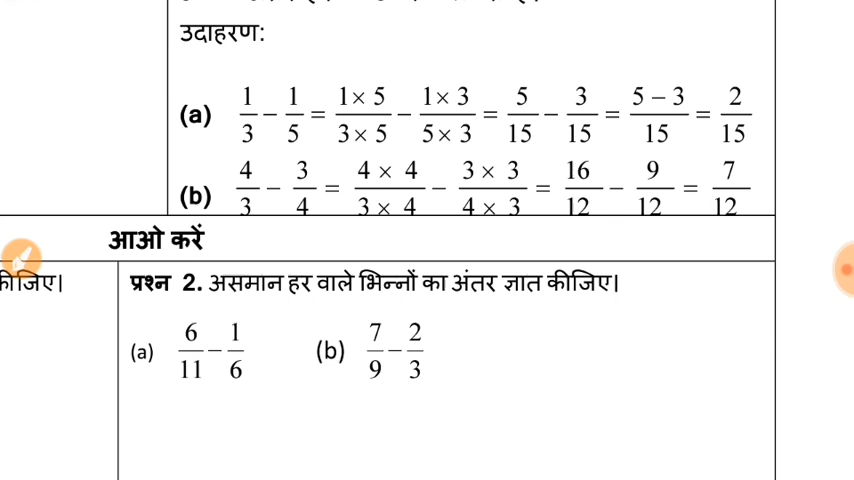 उदाहरण:
(a) 1/3 − 1/5 = 1× 5/3× 5 − 1× 3/5× 3 = 5/15 − 3/15 = 5 − 3/15 = 2/15
(b) 4/3 − 3/4 = 4 × 4/3 × 4 − 3 × 3/4 × 3 = 16/12 − 9/12 = 7/12
आओ करें
कीजिए।
प्रश्न 2. असमान हर वाले भिन्नों का अंतर ज्ञात कीजिए।
(a) 6/11 − 1/6 (b) 7/9 − 2/3